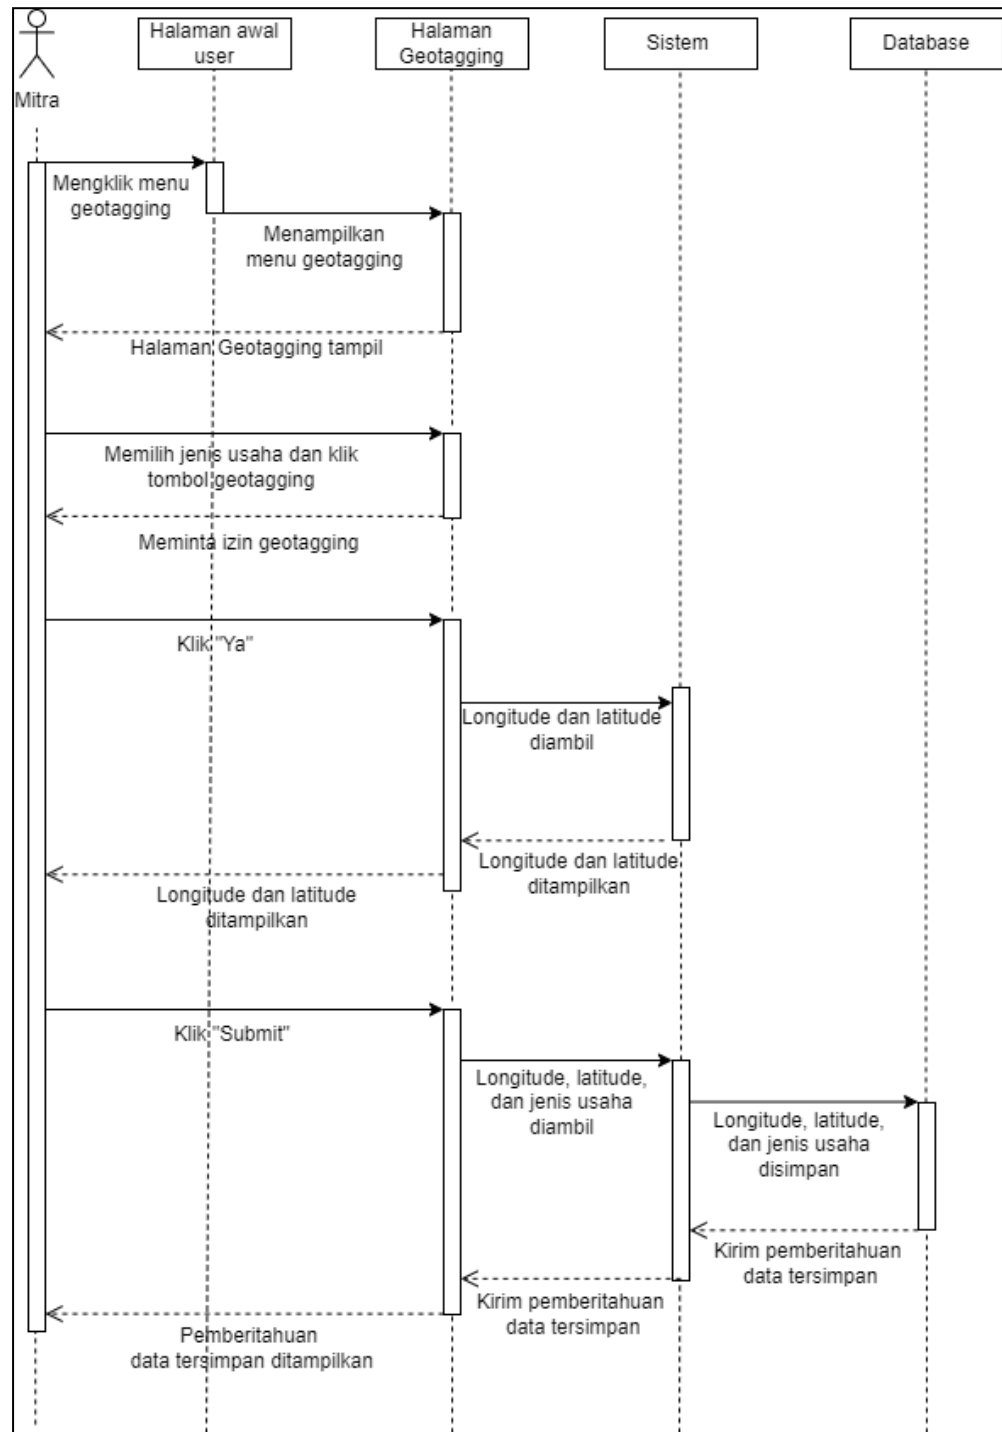 Mitra
Halaman awal
user
Halaman
Geotagging
Sistem
Database
Mengklik menu
geotagging
Menampilkan
menu geotagging
Halaman Geotagging tampil
Memilih jenis usaha dan klik
tombol geotagging
Meminta izin geotagging
Klik "Ya"
Longitude dan latitude
diambil
Longitude dan latitude
ditampilkan
Longitude dan latitude
ditampilkan
Klik "Submit"
Longitude, latitude,
dan jenis usaha
diambil
Longitude, latitude,
dan jenis usaha
disimpan
Kirim pemberitahuan
data tersimpan
Kirim pemberitahuan
data tersimpan
Pemberitahuan
data tersimpan ditampilkan